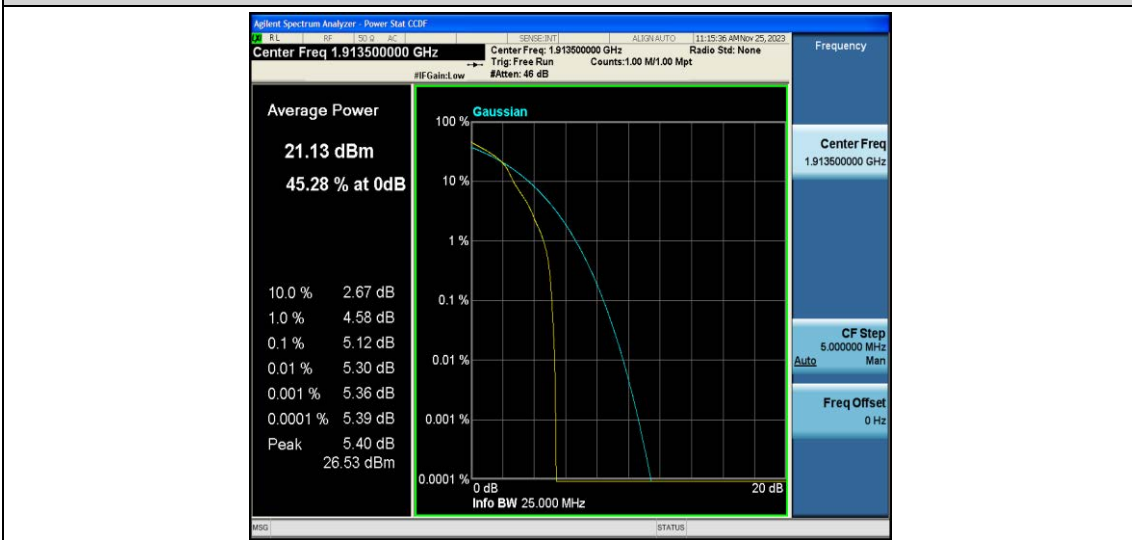 Agilent Spectrum Analyzer - Power Stat CCDF
RL RF 50 Ω AC SENSE:INT ALIGNAUTO 11:15:36 AM Nov 25, 2023
Center Freq 1.913500000 GHz
Center Freq: 1.913500000 GHz Radio Std: None
Trig: Free Run Counts:1.00 M/1.00 Mpt
#IFGain:Low #Atten: 46 dB
Frequency
Average Power
21.13 dBm
45.28 % at 0dB
10.0 % 2.67 dB
1.0 % 4.58 dB
0.1 % 5.12 dB
0.01 % 5.30 dB
0.001 % 5.36 dB
0.0001 % 5.39 dB
Peak 5.40 dB
26.53 dBm
Gaussian
100 %
10 %
1 %
0.1 %
0.01 %
0.001 %
0.0001 %
0 dB 20 dB
Info BW 25.000 MHz
Center Freq
1.913500000 GHz
CF Step
5.000000 MHz
Auto Man
Freq Offset
0 Hz
MSG STATUS